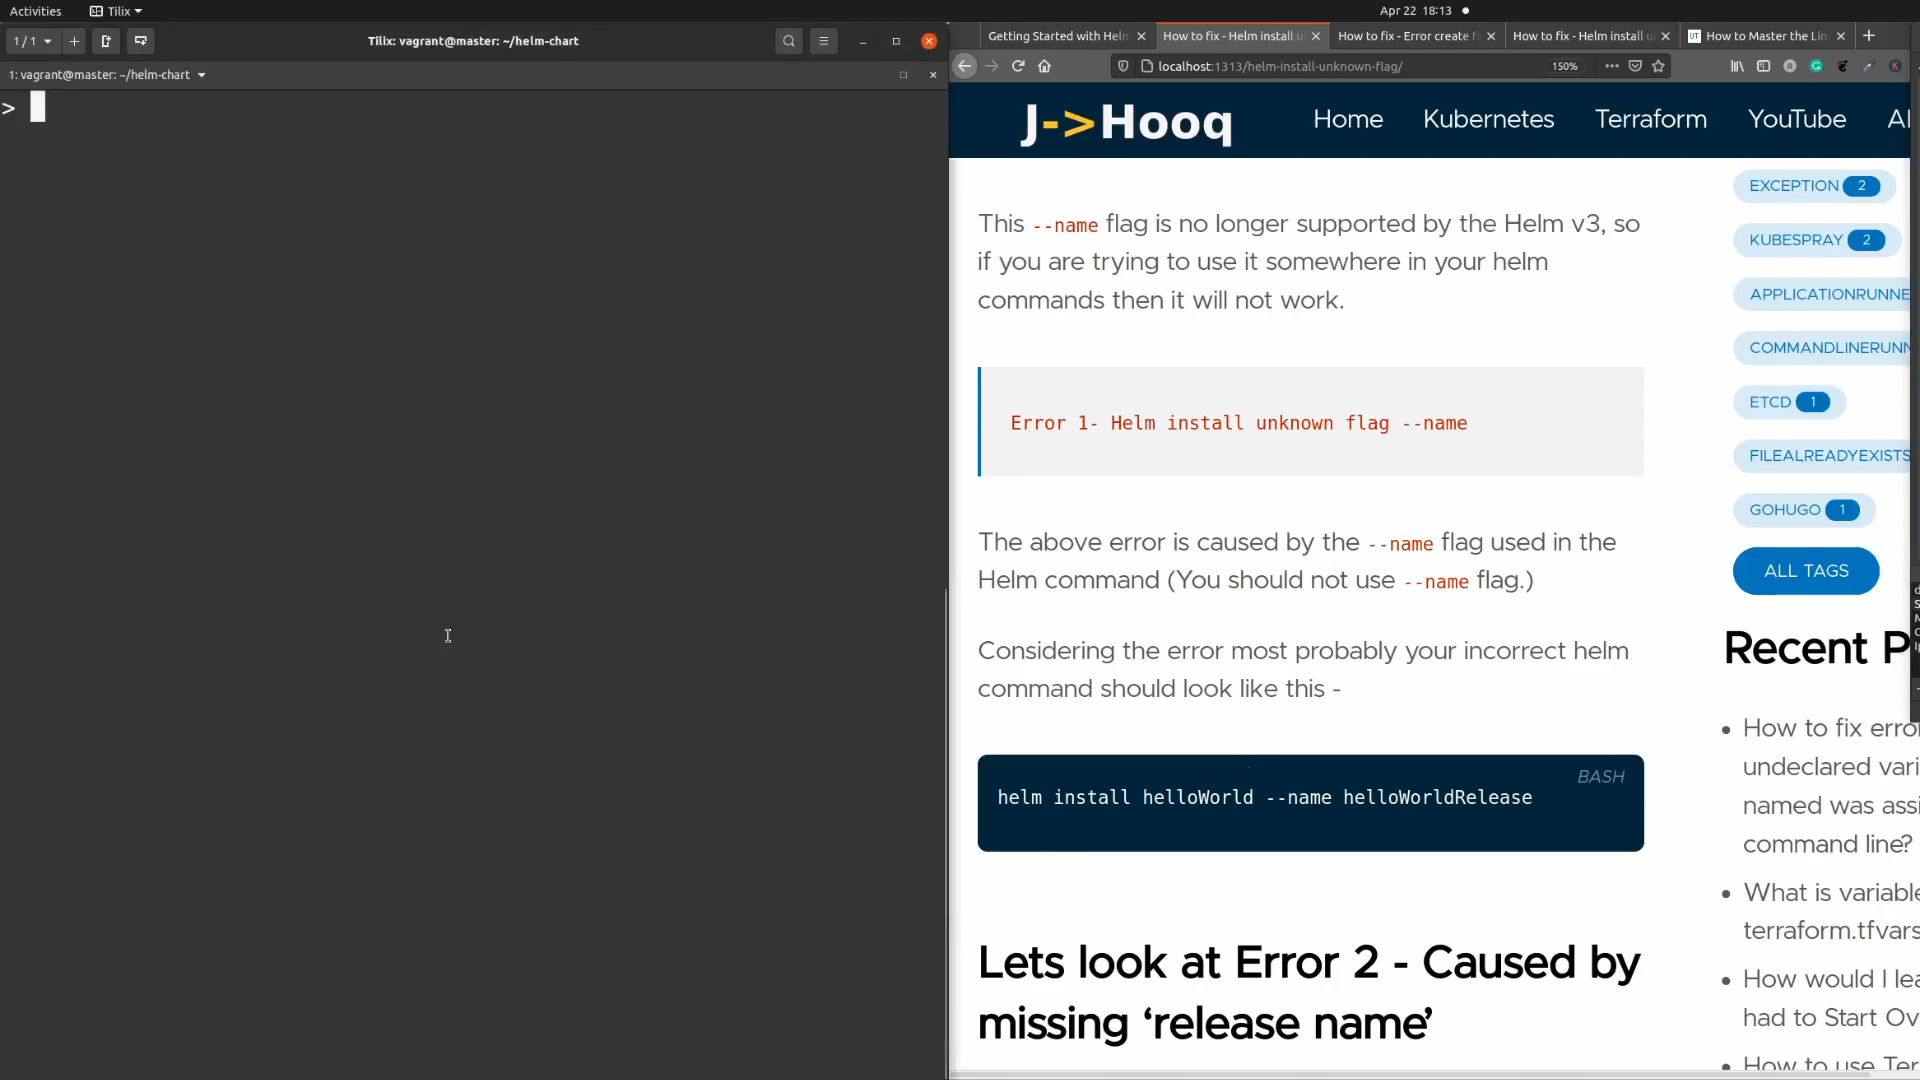 Activities
Tilix
Apr 22 18:13
1 / 1
Tilix: vagrant@master: ~/helm-chart
1: vagrant@master: ~/helm-chart
>
Getting Started with Helm
How to fix - Helm install u
How to fix - Error create f
How to fix - Helm install u
UT How to Master the Lin
localhost:1313/helm-install-unknown-flag/
150%
J->Hooq
Home
Kubernetes
Terraform
YouTube
This --name flag is no longer supported by the Helm v3, so
if you are trying to use it somewhere in your helm
commands then it will not work.
Error 1- Helm install unknown flag --name
The above error is caused by the --name flag used in the
Helm command (You should not use --name flag.)
Considering the error most probably your incorrect helm
command should look like this -
BASH
helm install helloWorld --name helloWorldRelease
Lets look at Error 2 - Caused by
missing ‘release name’
EXCEPTION 2
KUBESPRAY 2
APPLICATIONRUNNE
COMMANDLINERUNN
ETCD 1
FILEALREADYEXISTS
GOHUGO 1
ALL TAGS
Recent P
How to fix erro
undeclared vari
named was assi
command line?
What is variable
terraform.tfvars
How would I lea
had to Start Ov
How to use Ter